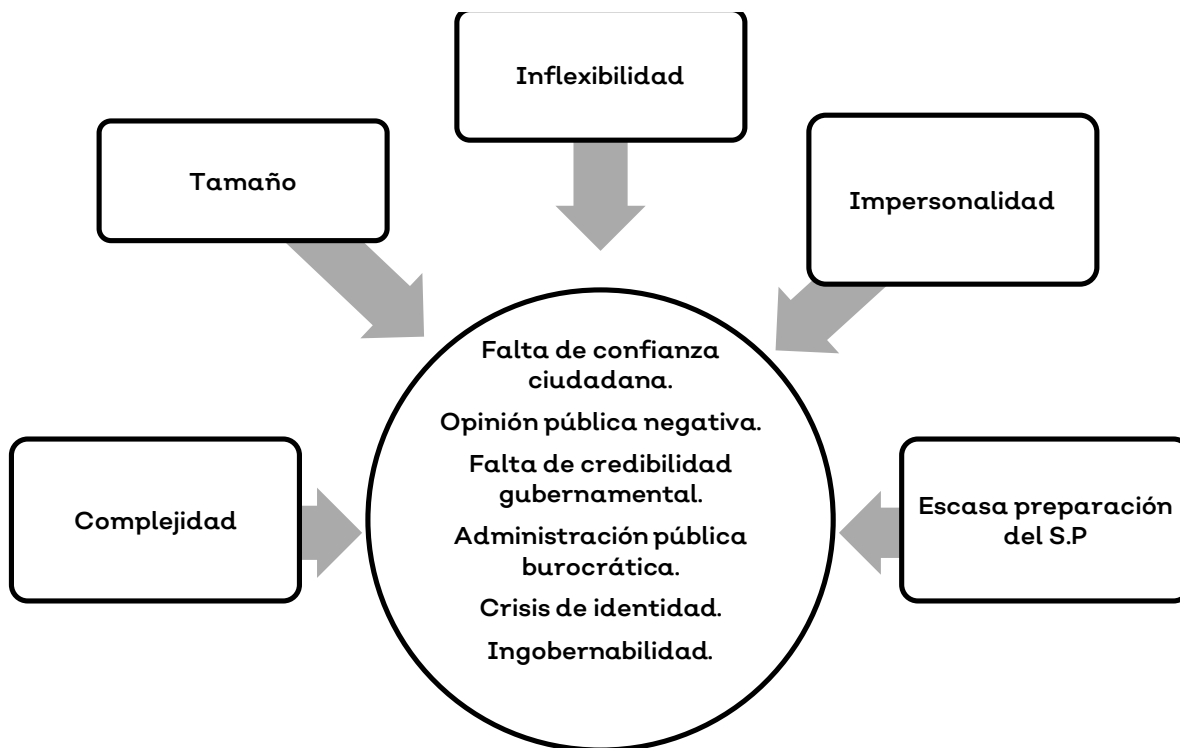 Inflexibilidad
Tamaño
Impersonalidad
Falta de confianza
ciudadana.
Opinión pública negativa.
Falta de credibilidad
gubernamental.
Administración pública
burocrática.
Crisis de identidad.
Ingobernabilidad.
Complejidad
Escasa preparación
del S.P